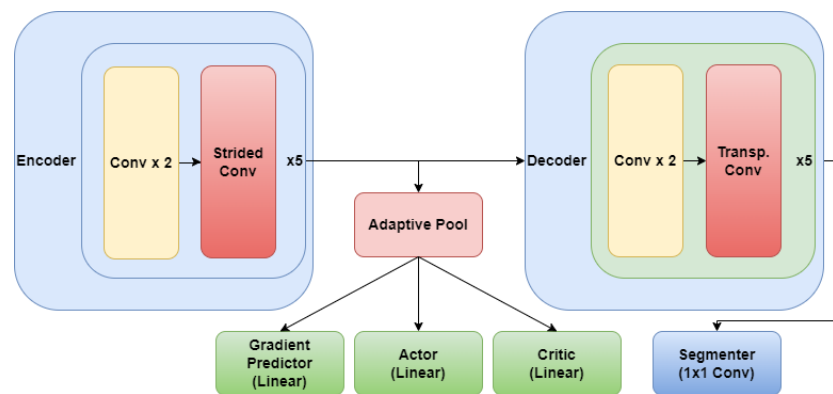 Encoder
Conv x 2
Strided
Conv
x5
Decoder
Conv x 2
Transp.
Conv
x5
Adaptive Pool
Gradient
Predictor
(Linear)
Actor
(Linear)
Critic
(Linear)
Segmenter
(1x1 Conv)